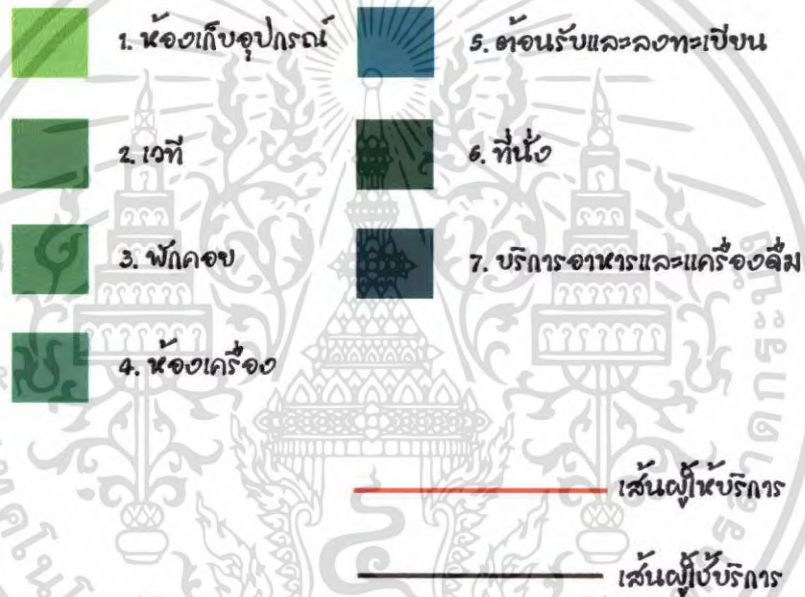 1. ห้องเก็บอุปกรณ์
2. เวที
3. พักคอย
4. ห้องเครื่อง
5. ต้อนรับและลงทะเบียน
6. ที่นั่ง
7. บริการอาหารและเครื่องดื่ม
เส้นผู้ให้บริการ
เส้นผู้ใช้บริการ